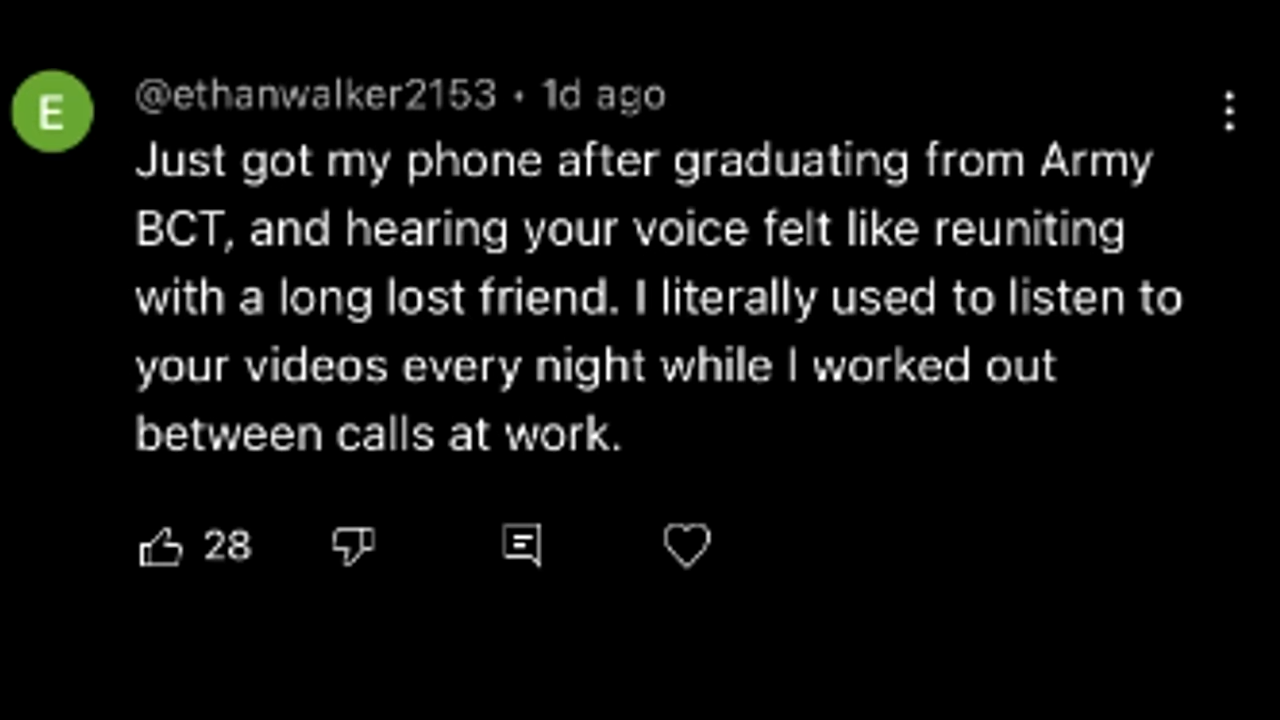 E
@ethanwalker2153 • 1d ago
Just got my phone after graduating from Army
BCT, and hearing your voice felt like reuniting
with a long lost friend. I literally used to listen to
your videos every night while I worked out
between calls at work.
28